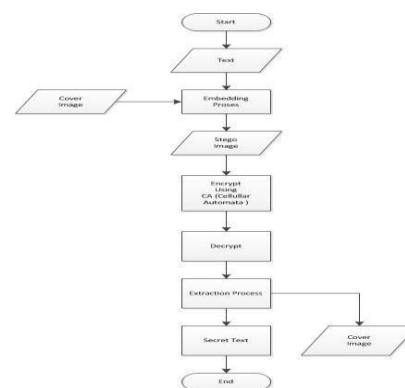 Start
Text
Cover
Image
Embedding
Proses
Stego
Image
Encrypt
Using
CA (Cellullar
Automata )
Decrypt
Extraction Process
Secret Text
Cover
Image
End